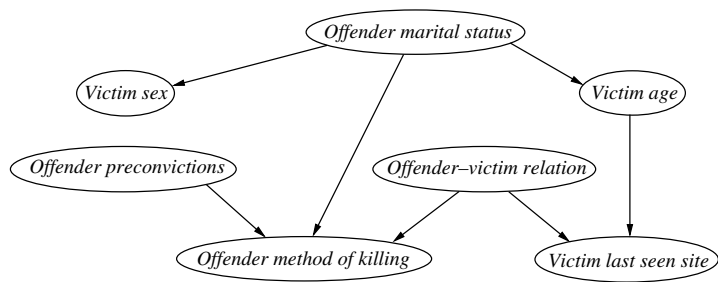 Offender marital status
Victim sex
Victim age
Offender preconvictions
Offender–victim relation
Offender method of killing
Victim last seen site